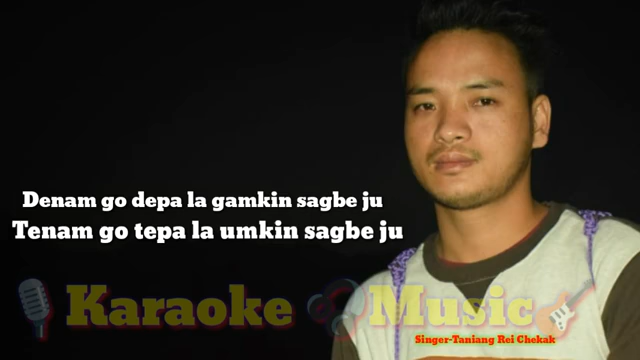 Denam go depa la gamkin sagbe ju
Tenam go tepa la umkin sagbe ju
Karaoke Music
Singer-Taniang Rei Chekak